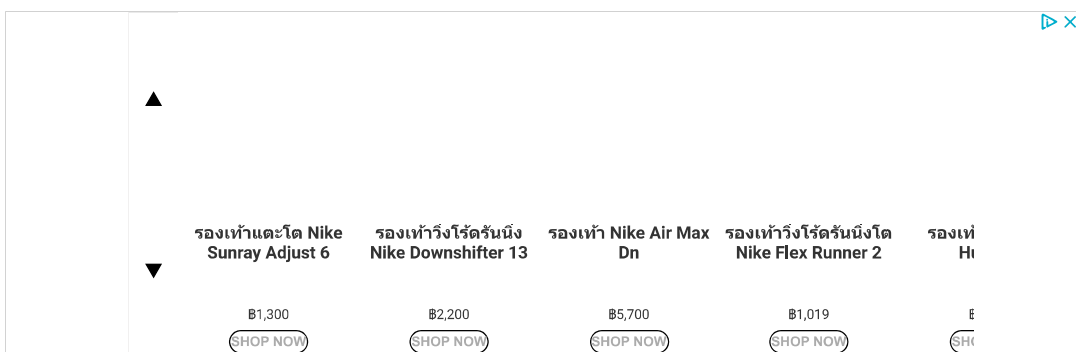 รองเท้าแตะโต Nike
Sunray Adjust 6
฿1,300
SHOP NOW
รองเท้าวิ่งโร้ดรันนิ่ง
Nike Downshifter 13
฿2,200
SHOP NOW
รองเท้า Nike Air Max
Dn
฿5,700
SHOP NOW
รองเท้าวิ่งโร้ดรันนิ่งโต
Nike Flex Runner 2
฿1,019
SHOP NOW